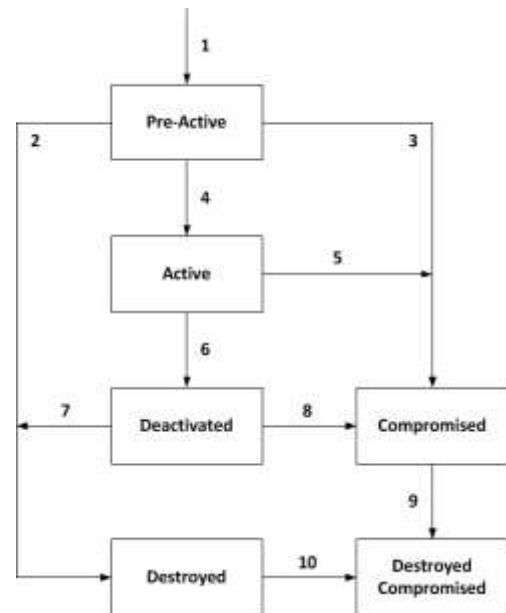 1
Pre-Active
2
3
4
Active
5
6
Deactivated
7
8
Compromised
9
Destroyed
10
Destroyed
Compromised